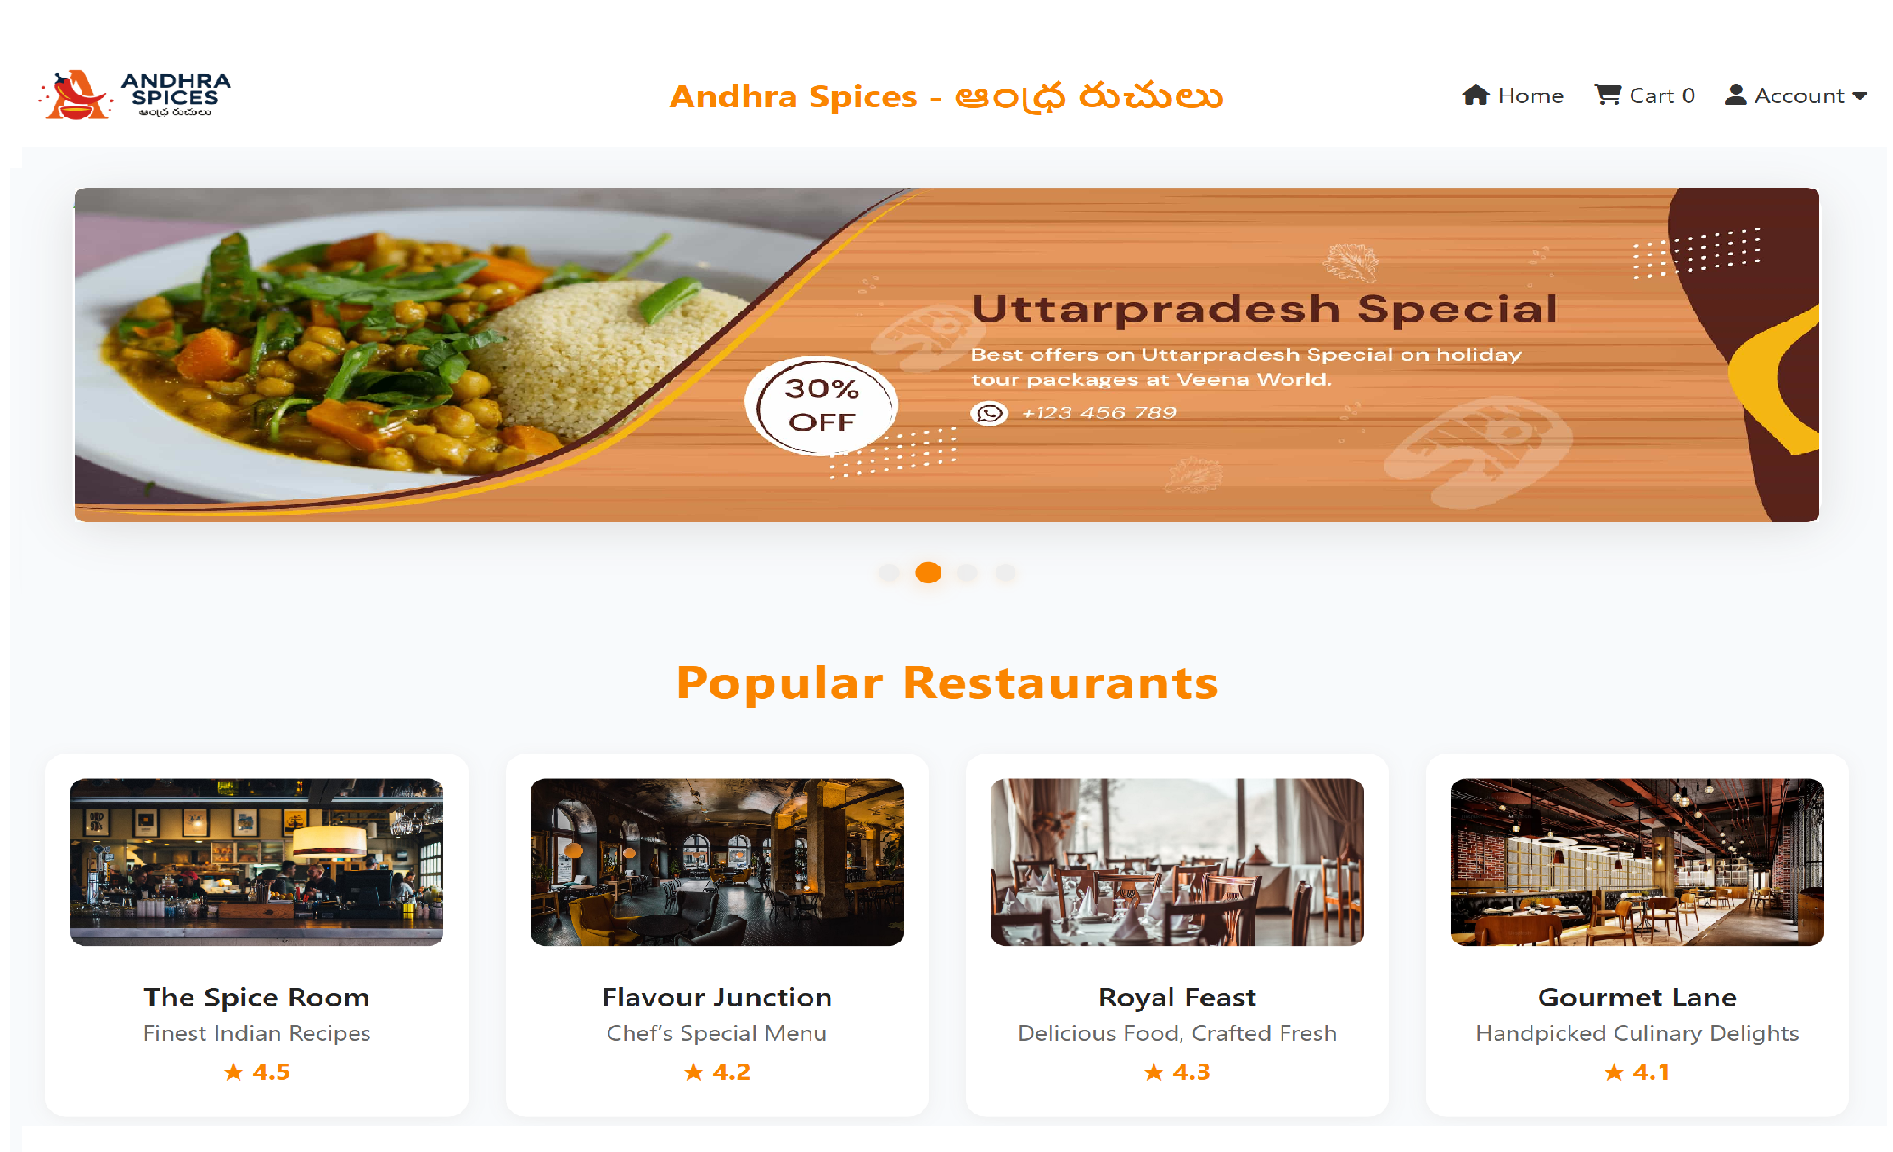 ANDHRA
SPICES
ఆంధ్ర రుచులు
Andhra Spices - ఆంధ్ర రుచులు
Home
Cart 0
Account
Uttarpradesh Special
Best offers on Uttarpradesh Special on holiday
tour packages at Veena World.
+123 456 789
30%
OFF
Popular Restaurants
The Spice Room
Finest Indian Recipes
★ 4.5
Flavour Junction
Chef’s Special Menu
★ 4.2
Royal Feast
Delicious Food, Crafted Fresh
★ 4.3
Gourmet Lane
Handpicked Culinary Delights
★ 4.1